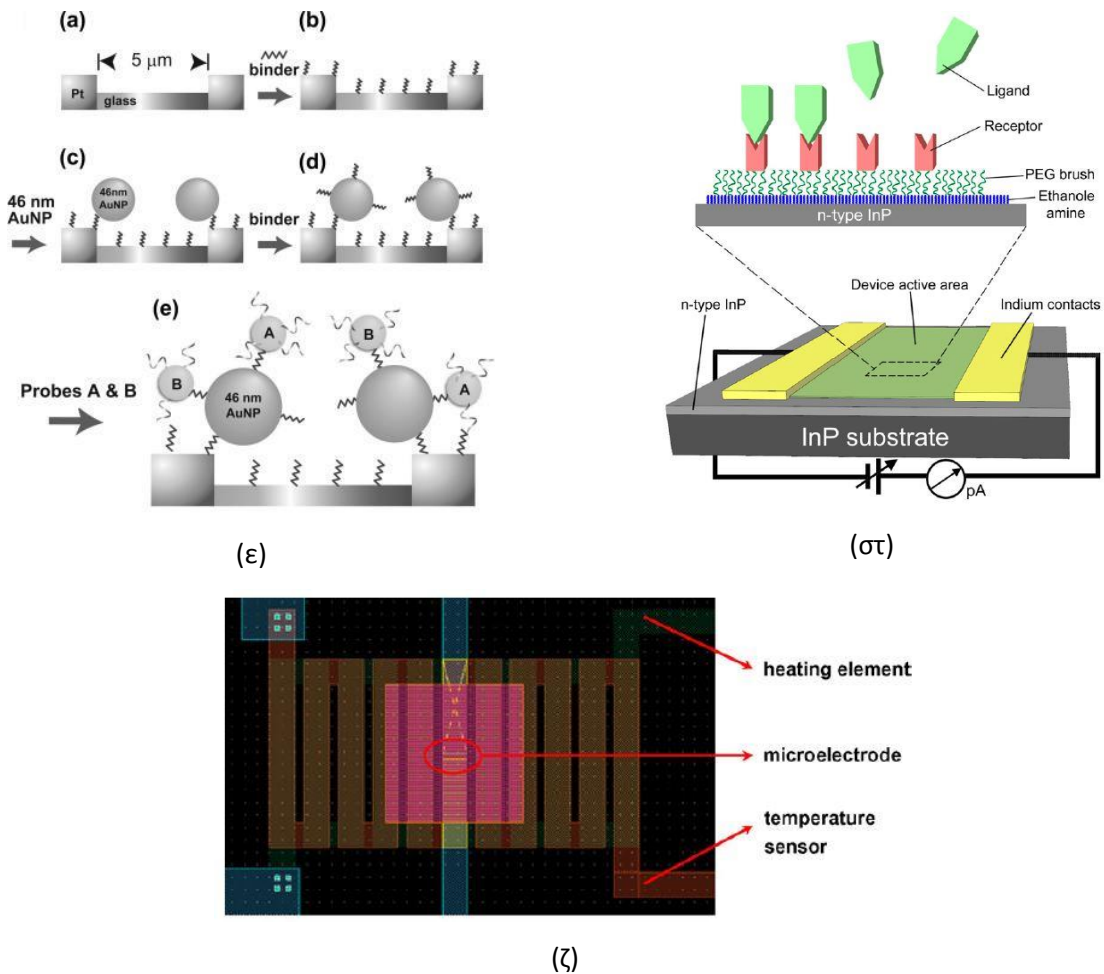 (a)
5 μm
Pt
glass
binder
(b)
(c)
46nm
AuNP
46 nm
AuNP
binder
(d)
(e)
A
B
B
A
46 nm
AuNP
Probes A & B
(ε)
Ligand
Receptor
PEG brush
Ethanole
amine
n-type InP
Device active area
n-type InP
Indium contacts
InP substrate
pA
(στ)
heating element
microelectrode
temperature
sensor
(ζ)